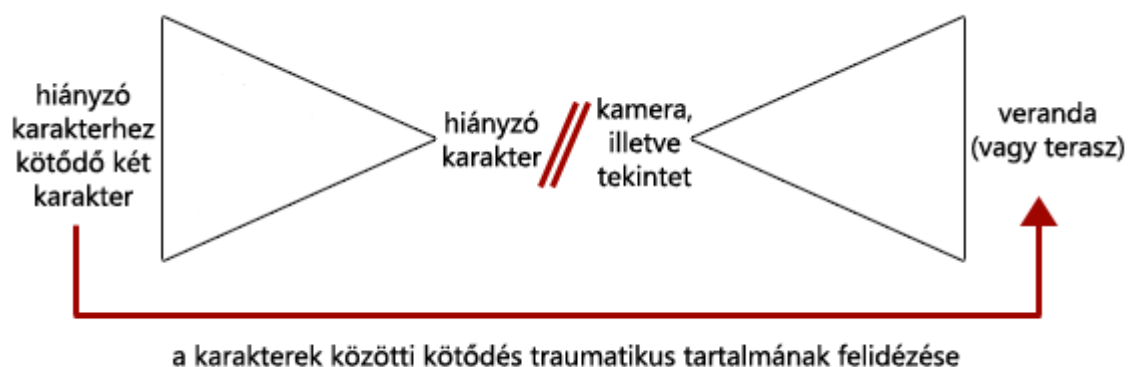 hiányzó
karakterhez
kötődő két
karakter
hiányzó
karakter
kamera,
illetve
tekintet
veranda
(vagy terasz)
a karakterek közötti kötődés traumatikus tartalmának felidézése